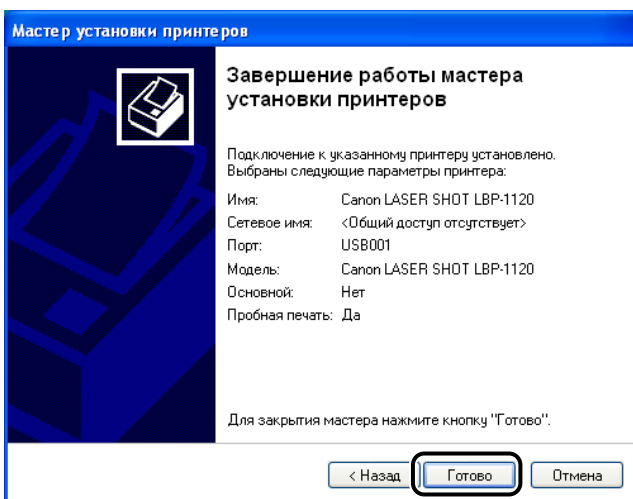 Мастер установки принтеров
Завершение работы мастера
установки принтеров
Подключение к указанному принтеру установлено.
Выбраны следующие параметры принтера:
Имя: Canon LASER SHOT LBP-1120
Сетевое имя: <Общий доступ отсутствует>
Порт: USB001
Модель: Canon LASER SHOT LBP-1120
Основной: Нет
Пробная печать: Да
Для закрытия мастера нажмите кнопку "Готово".
< Назад Готово Отмена